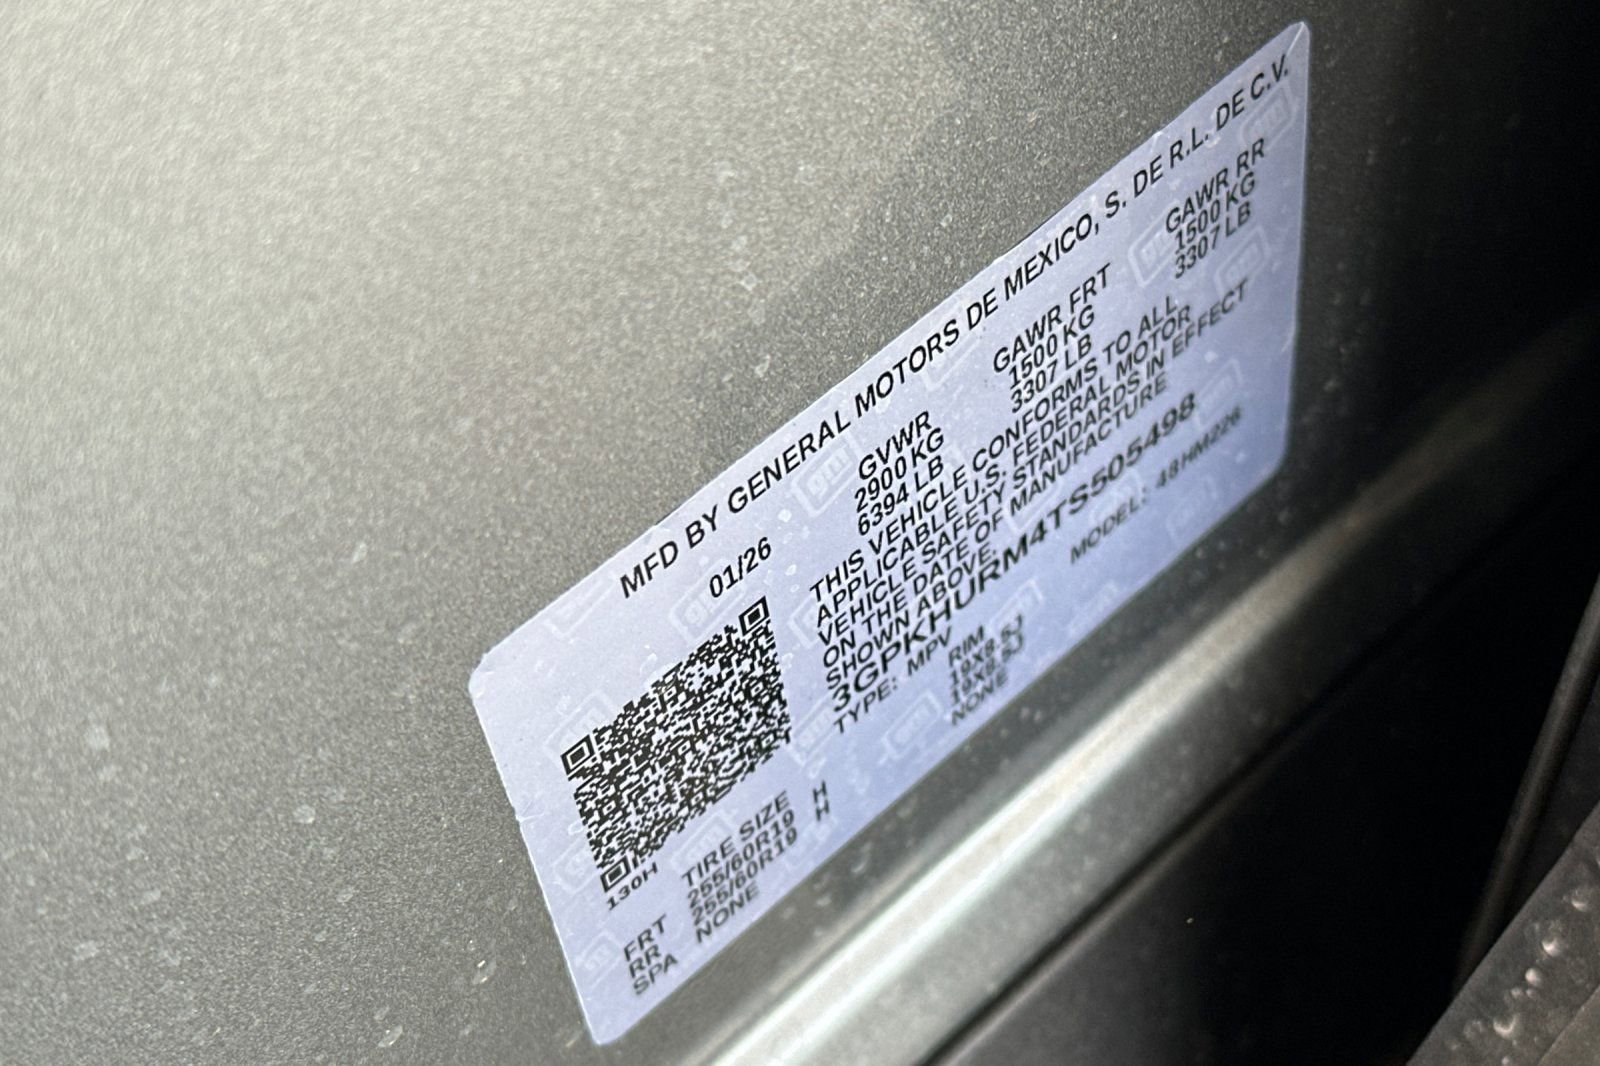 MFD BY GENERAL MOTORS DE MEXICO, S. DE R.L. DE C.V.
01/26
GVWR GAWR FRT GAWR RR
2900 KG 1500 KG 1500 KG
6394 LB 3307 LB 3307 LB
THIS VEHICLE CONFORMS TO ALL
APPLICABLE U.S. FEDERAL MOTOR
VEHICLE SAFETY STANDARDS IN EFFECT
ON THE DATE OF MANUFACTURE
SHOWN ABOVE.
3GPKHURM4TS505498
TYPE: MPV MODEL: 48HM226
130H
TIRE SIZE RIM
FRT 255/60R19 H 19X8.5J
RR 255/60R19 H 19X8.5J
SPA NONE NONE